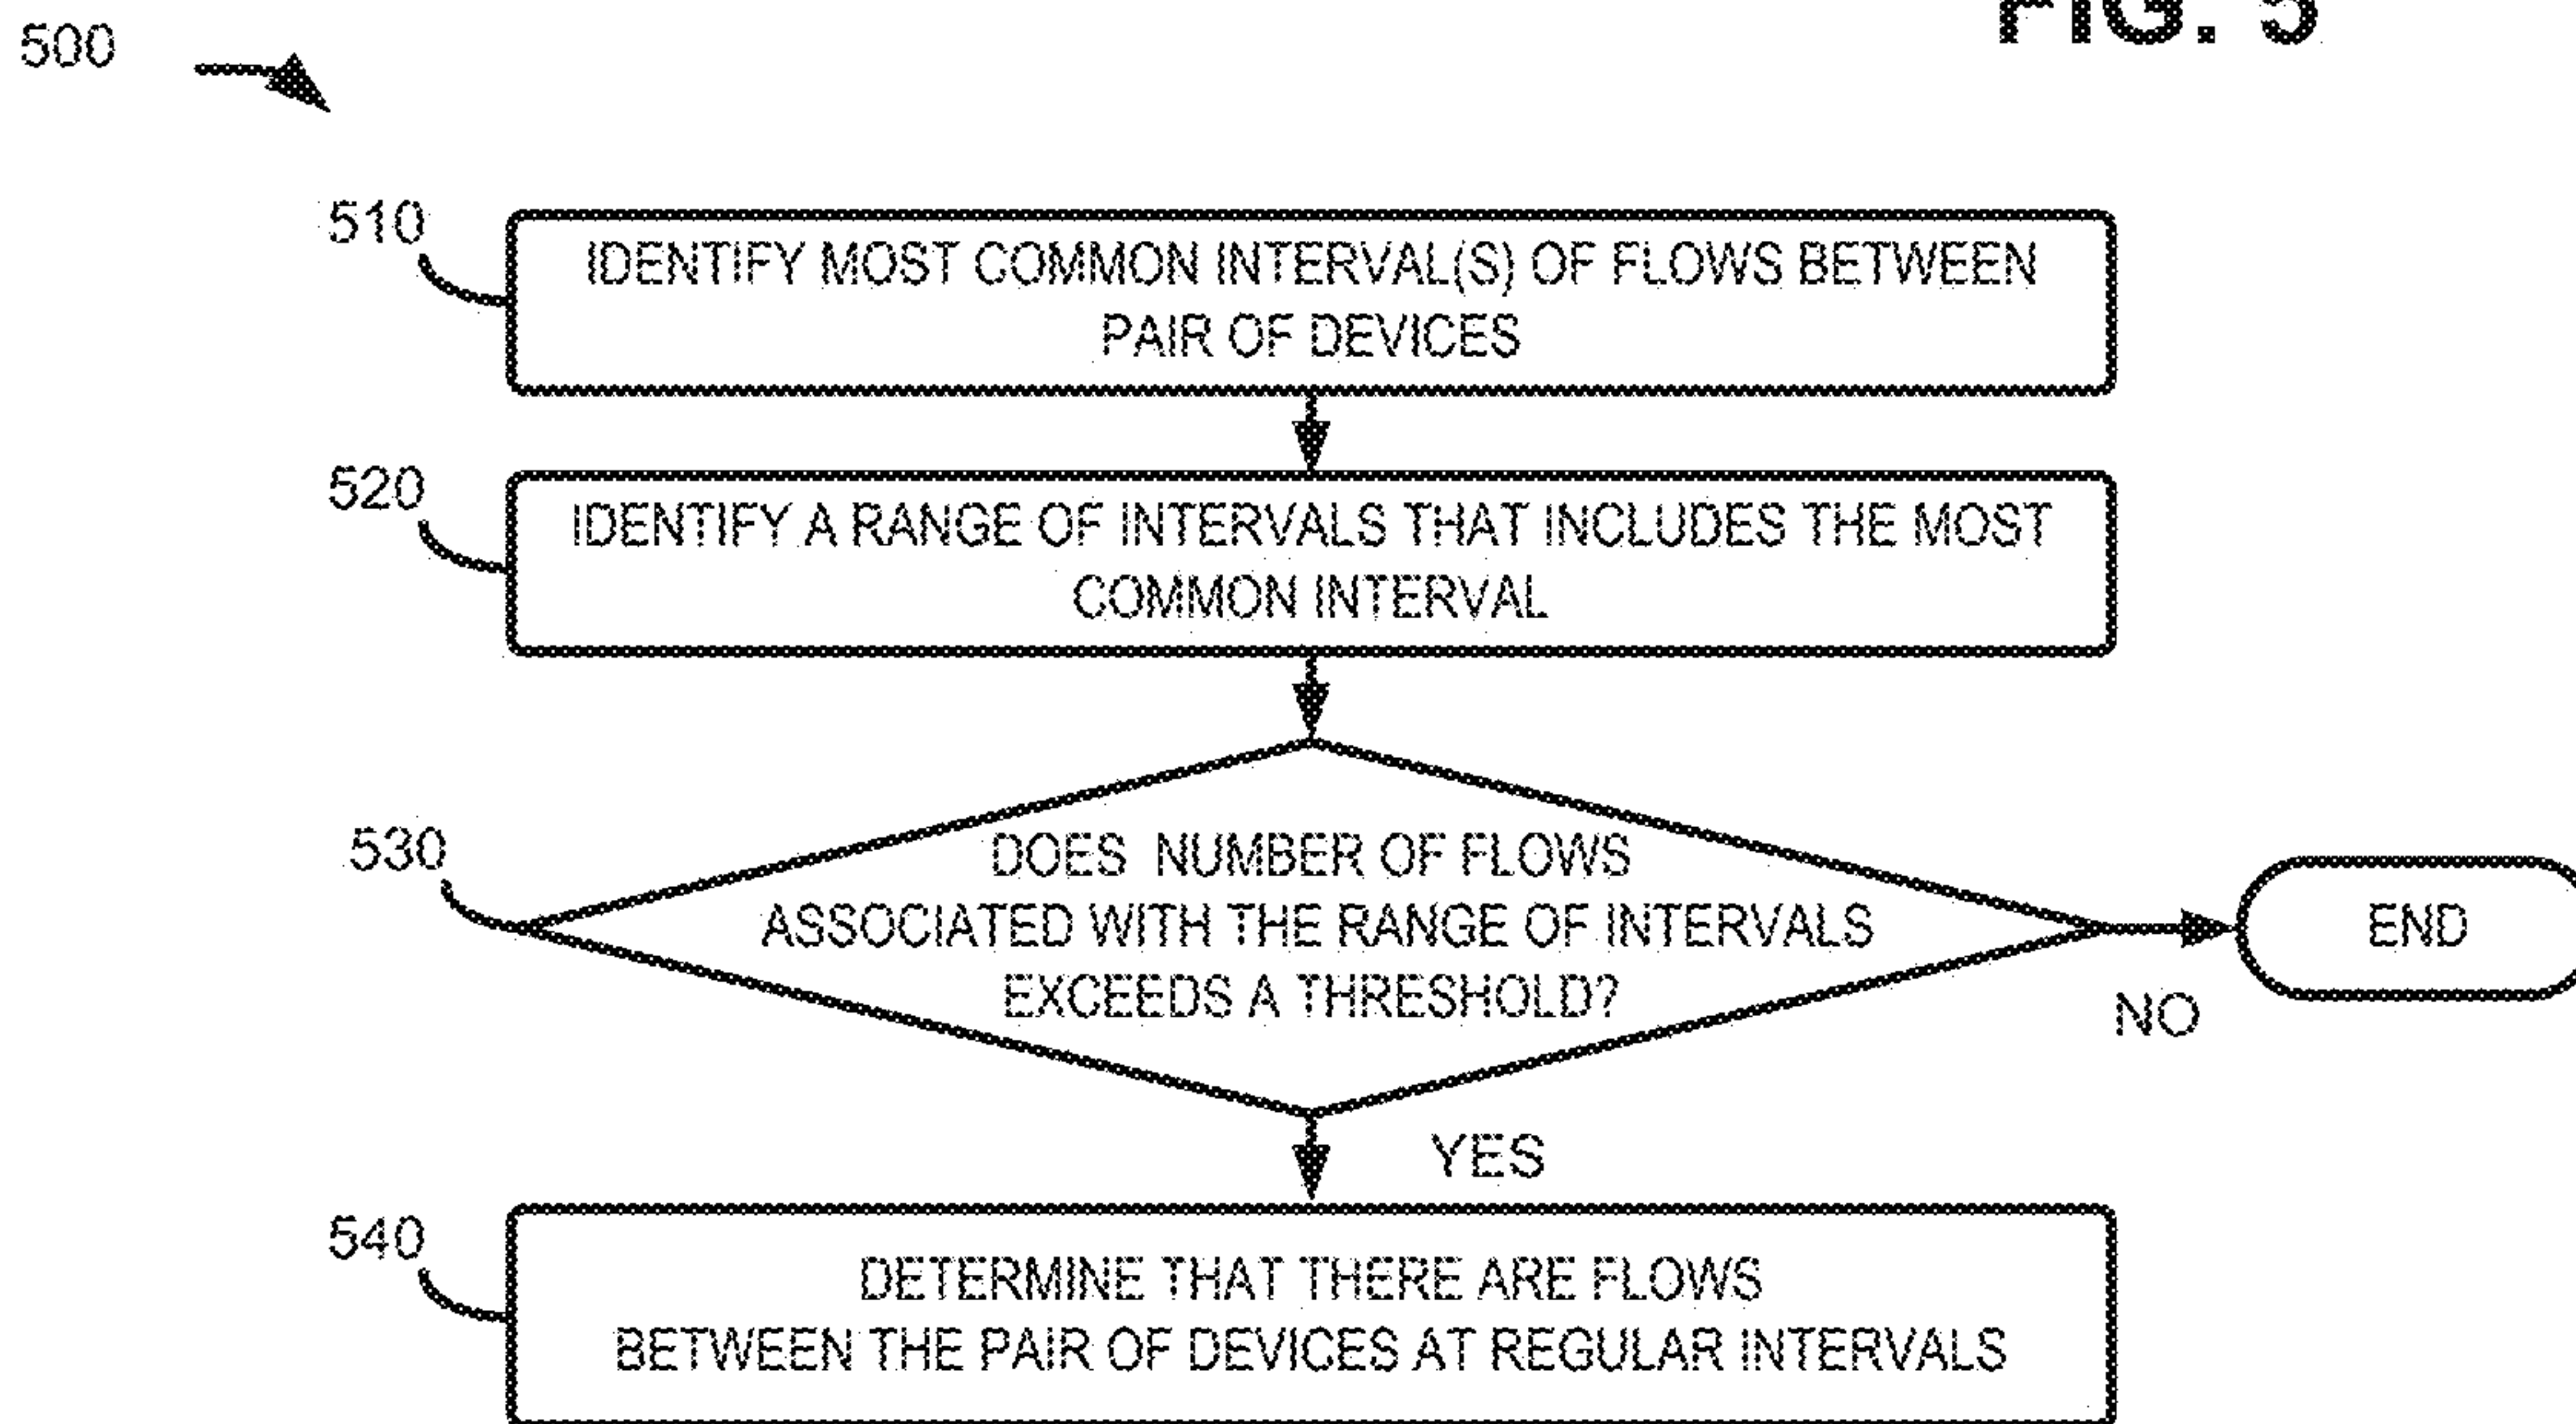 FIG. 5
500
510
IDENTIFY MOST COMMON INTERVAL(S) OF FLOWS BETWEEN
PAIR OF DEVICES
520
IDENTIFY A RANGE OF INTERVALS THAT INCLUDES THE MOST
COMMON INTERVAL
530
DOES NUMBER OF FLOWS
ASSOCIATED WITH THE RANGE OF INTERVALS
EXCEEDS A THRESHOLD?
END
NO
YES
540
DETERMINE THAT THERE ARE FLOWS
BETWEEN THE PAIR OF DEVICES AT REGULAR INTERVALS